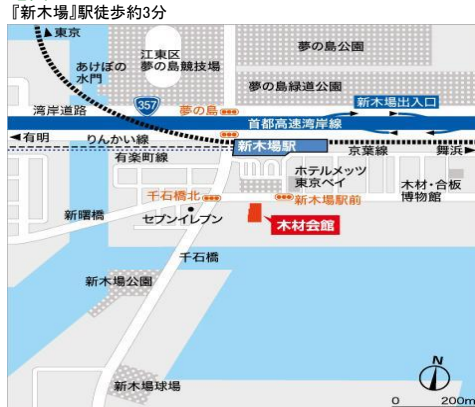 『新木場』駅徒歩約3分
東京
江東区
夢の島競技場
夢の島公園
あけぼの
水門
夢の島緑道公園
357
湾岸道路
夢の島
新木場出入口
首都高速湾岸線
有明
りんかい線
新木場駅
京葉線
舞浜
有楽町線
ホテルメッツ
東京ベイ
木材・合板
博物館
千石橋北
新木場駅前
新曙橋
セブンイレブン
木材会館
千石橋
新木場公園
新木場球場
N
0 200m